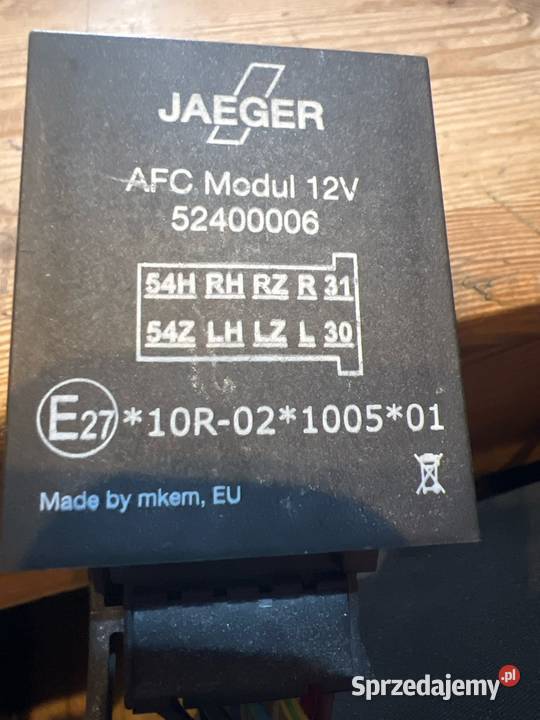 JAEGER
AFC Modul 12V
52400006
54H RH RZ R 31
54Z LH LZ L 30
E27 *10R-02*1005*01
Made by mkem, EU
Sprzedajemy.pl